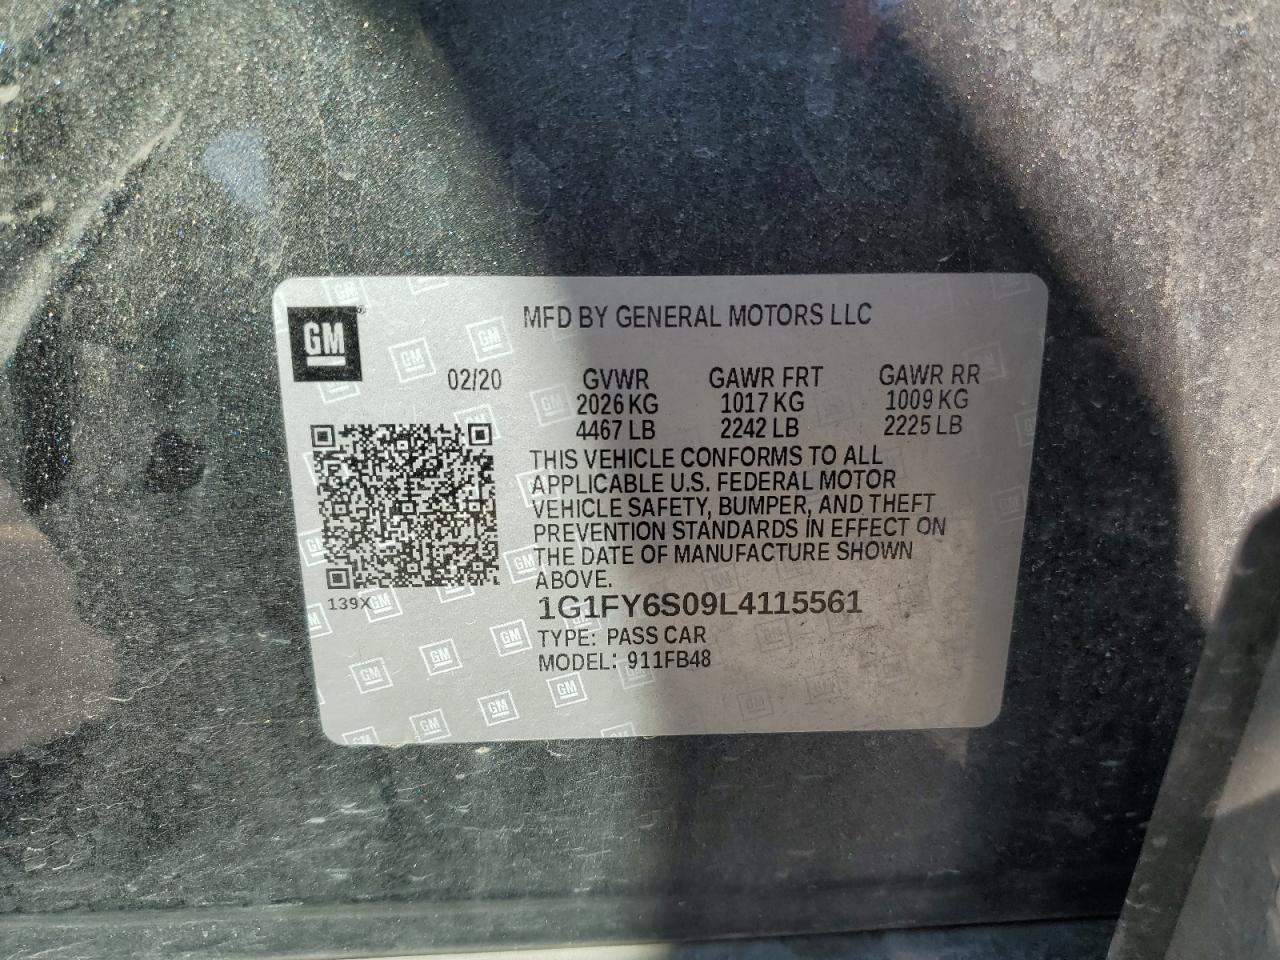 MFD BY GENERAL MOTORS LLC
GM
02/20 GVWR GAWR FRT GAWR RR
2026 KG 1017 KG 1009 KG
4467 LB 2242 LB 2225 LB
THIS VEHICLE CONFORMS TO ALL
APPLICABLE U.S. FEDERAL MOTOR
VEHICLE SAFETY, BUMPER, AND THEFT
PREVENTION STANDARDS IN EFFECT ON
THE DATE OF MANUFACTURE SHOWN
ABOVE.
139X
1G1FY6S09L4115561
TYPE: PASS CAR
MODEL: 911FB48